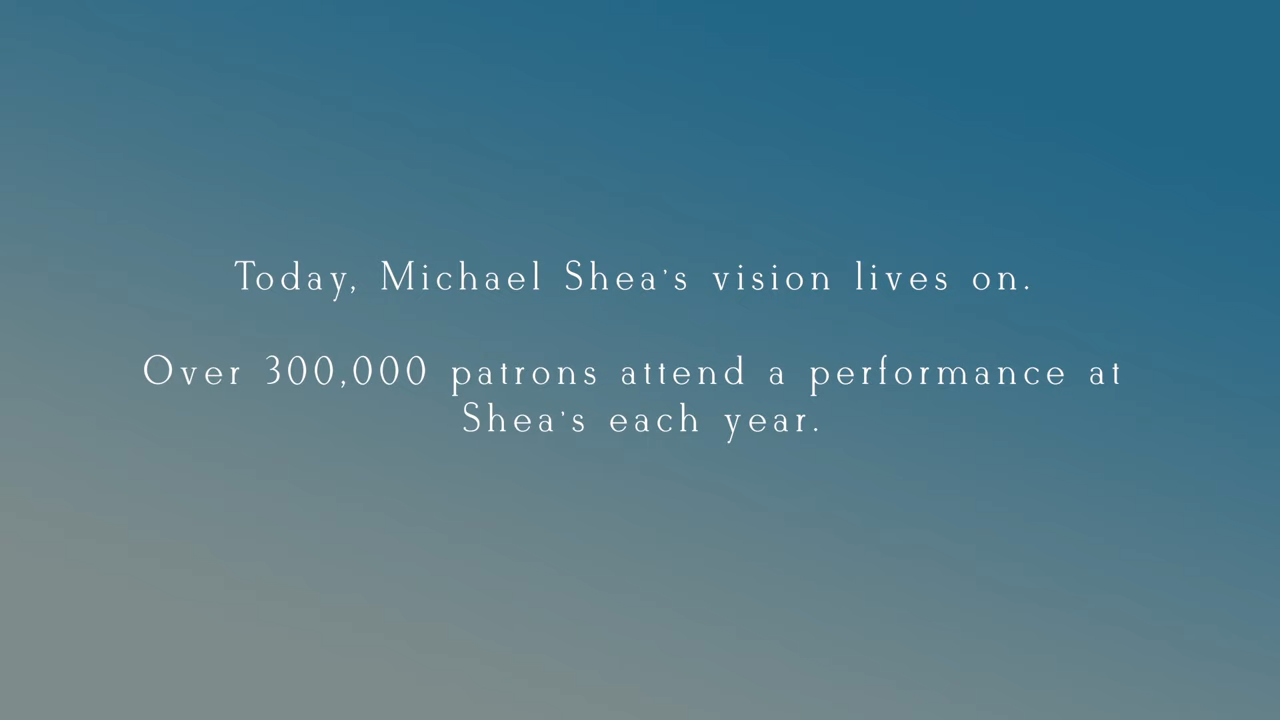 Today, Michael Shea's vision lives on.
Over 300,000 patrons attend a performance at
Shea's each year.